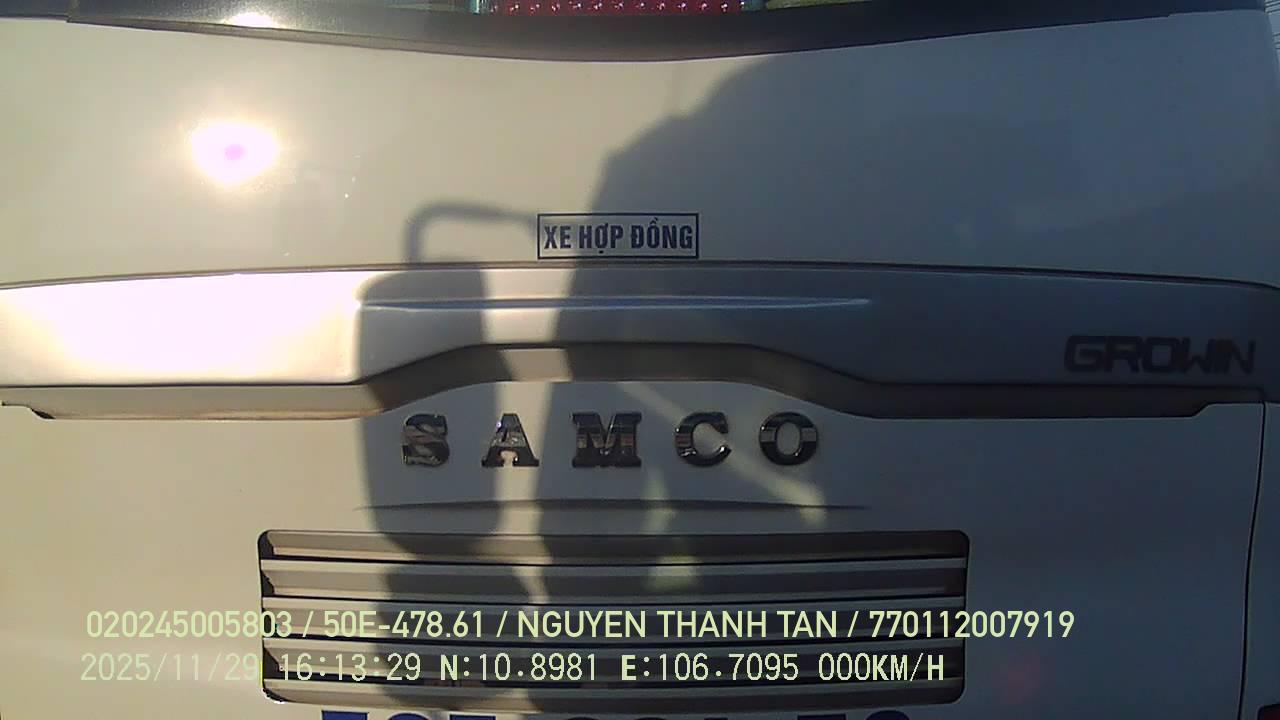 XE HỢP ĐỒNG
GROWIN
SAMCO
020245005803 / 50E-478.61 / NGUYEN THANH TAN / 770112007919
2025/11/29 16:13:29 N:10.8981 E:106.7095 000KM/H